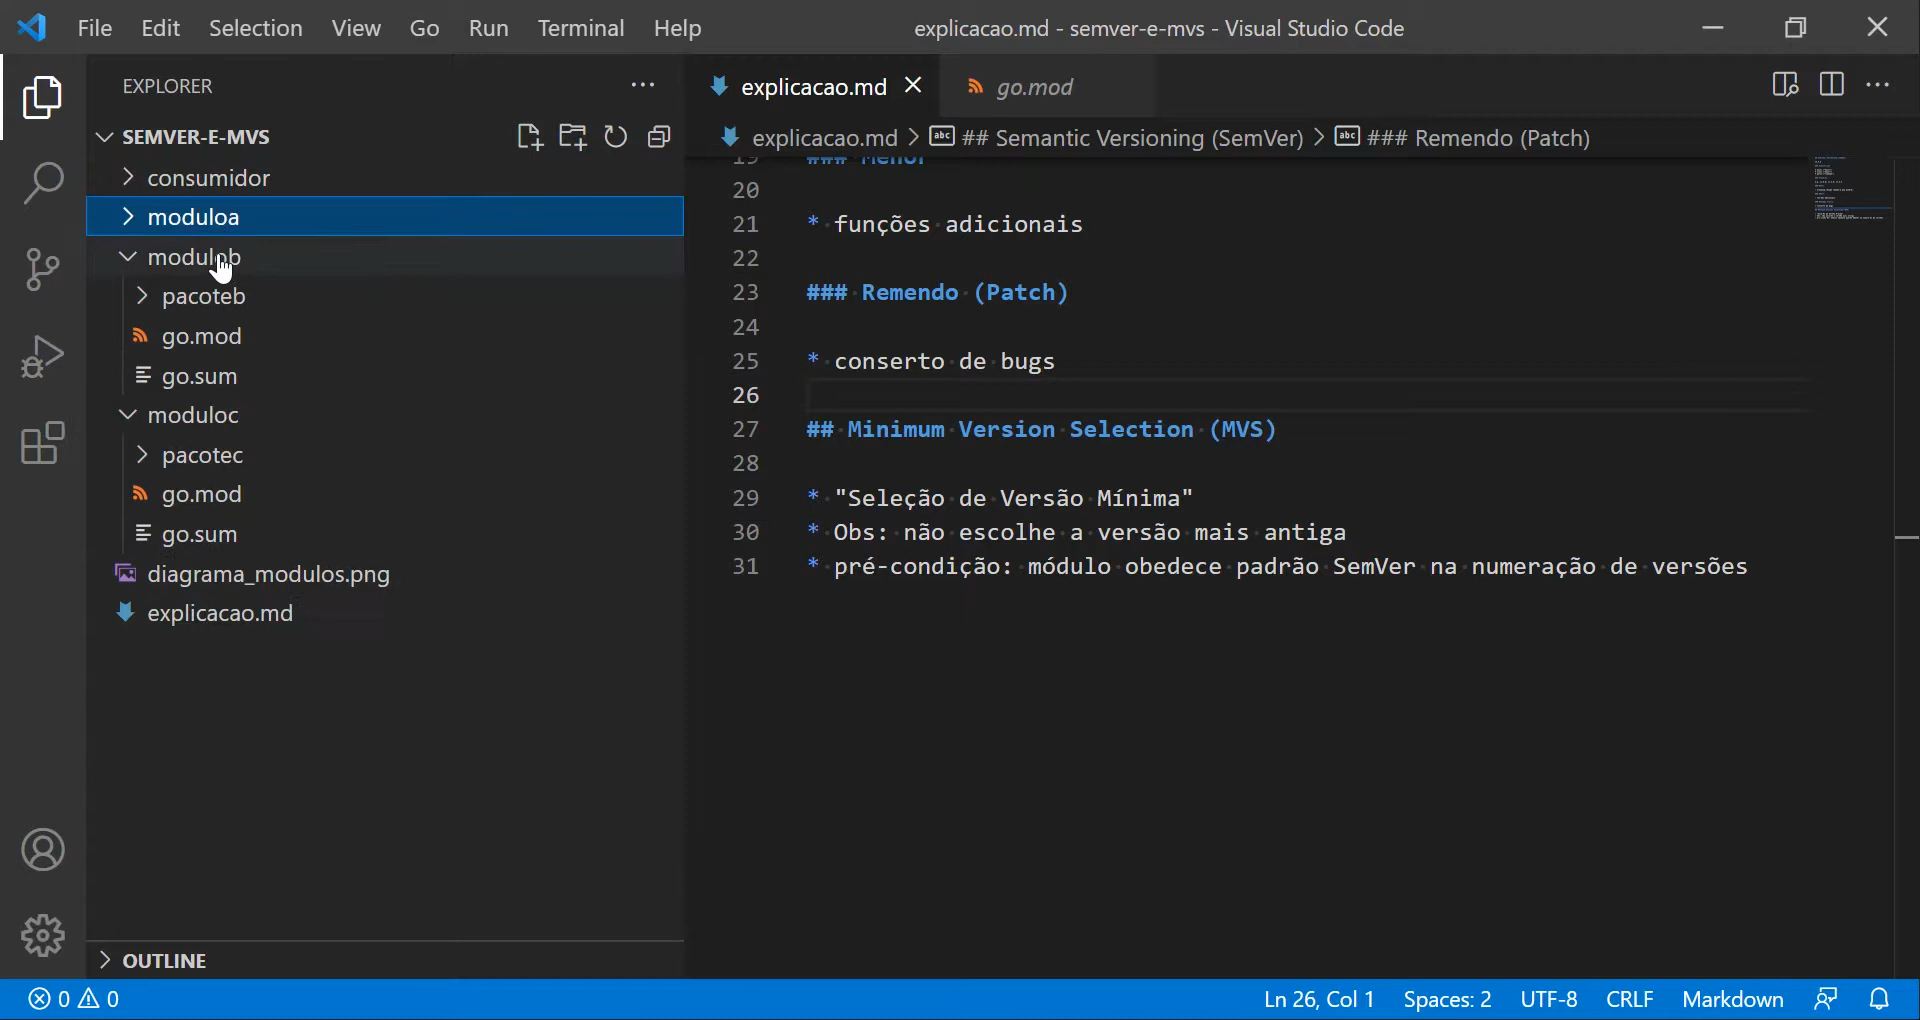 File Edit Selection View Go Run Terminal Help
explicacao.md - semver-e-mvs - Visual Studio Code
EXPLORER
SEMVER-E-MVS
consumidor
moduloa
modulob
pacoteb
go.mod
go.sum
moduloc
pacotec
go.mod
go.sum
diagrama_modulos.png
explicacao.md
OUTLINE
explicacao.md
go.mod
explicacao.md > ## Semantic Versioning (SemVer) > ### Remendo (Patch)
19 ### Menor
20
21 * funções adicionais
22
23 ### Remendo (Patch)
24
25 * conserto de bugs
26
27 ## Minimum Version Selection (MVS)
28
29 * "Seleção de Versão Mínima"
30 * Obs: não escolhe a versão mais antiga
31 * pré-condição: módulo obedece padrão SemVer na numeração de versões
0 0
Ln 26, Col 1 Spaces: 2 UTF-8 CRLF Markdown